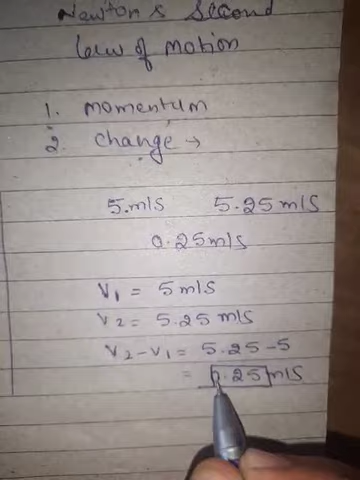 Newton's Second
law of motion
1. momentum
2. change →
5.m/s 5.25 m/s
0.25m/s
V1 = 5 m/s
V2 = 5.25 m/s
V2 - V1 = 5.25 - 5
= 0.25 m/s